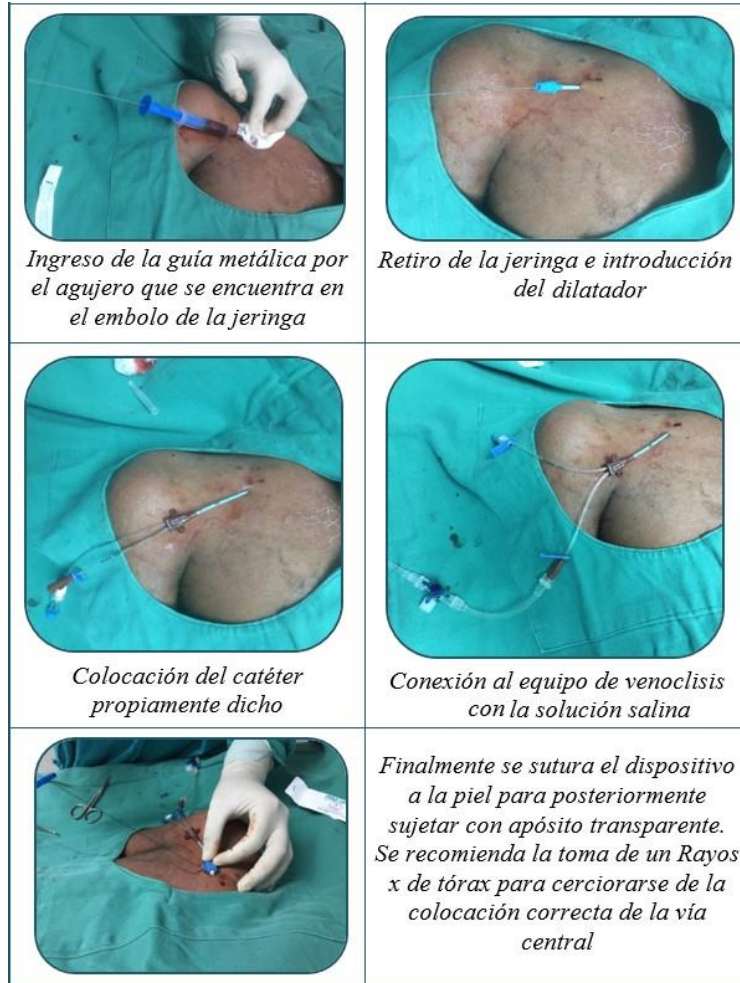 Ingreso de la guía metálica por
el agujero que se encuentra en
el embolo de la jeringa
Retiro de la jeringa e introducción
del dilatador
Colocación del catéter
propiamente dicho
Conexión al equipo de venoclisis
con la solución salina
Finalmente se sutura el dispositivo
a la piel para posteriormente
sujetar con apósito transparente.
Se recomienda la toma de un Rayos
x de tórax para cerciorarse de la
colocación correcta de la vía
central